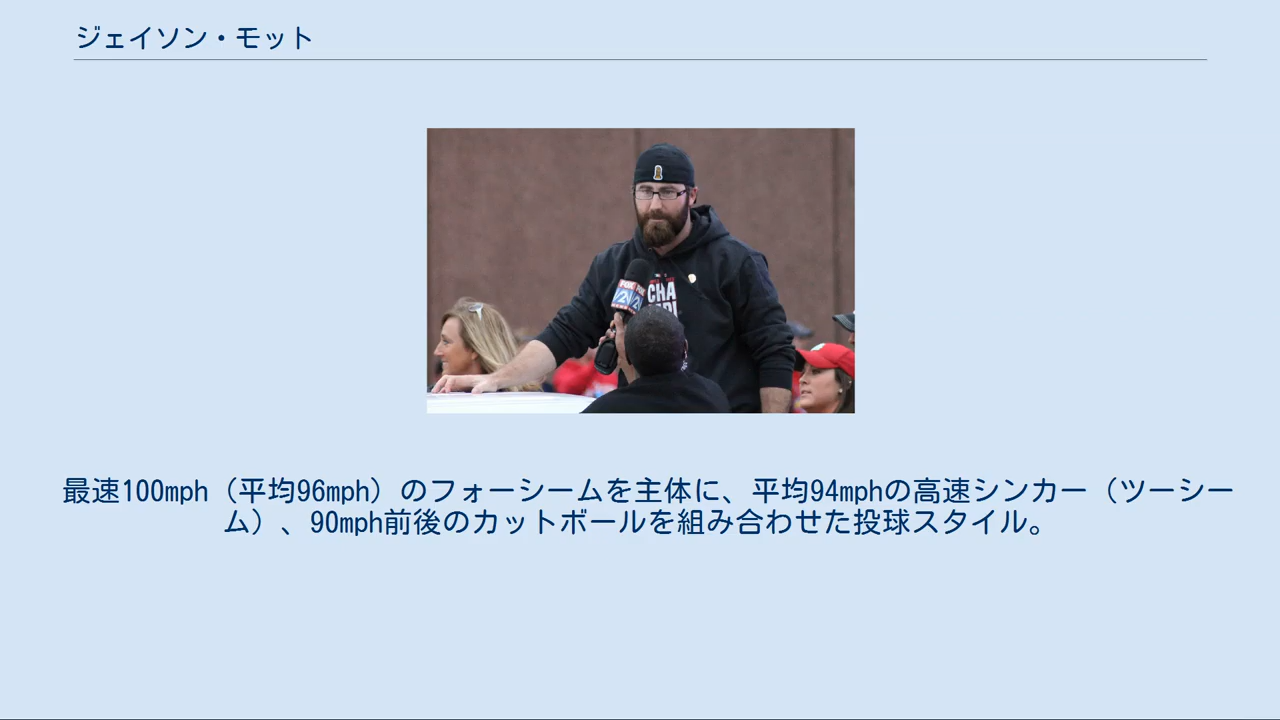 ジェイソン・モット
FOX FOX
CHA
最速100mph（平均96mph）のフォーシームを主体に、平均94mphの高速シンカー（ツーシー
ム）、90mph前後のカットボールを組み合わせた投球スタイル。